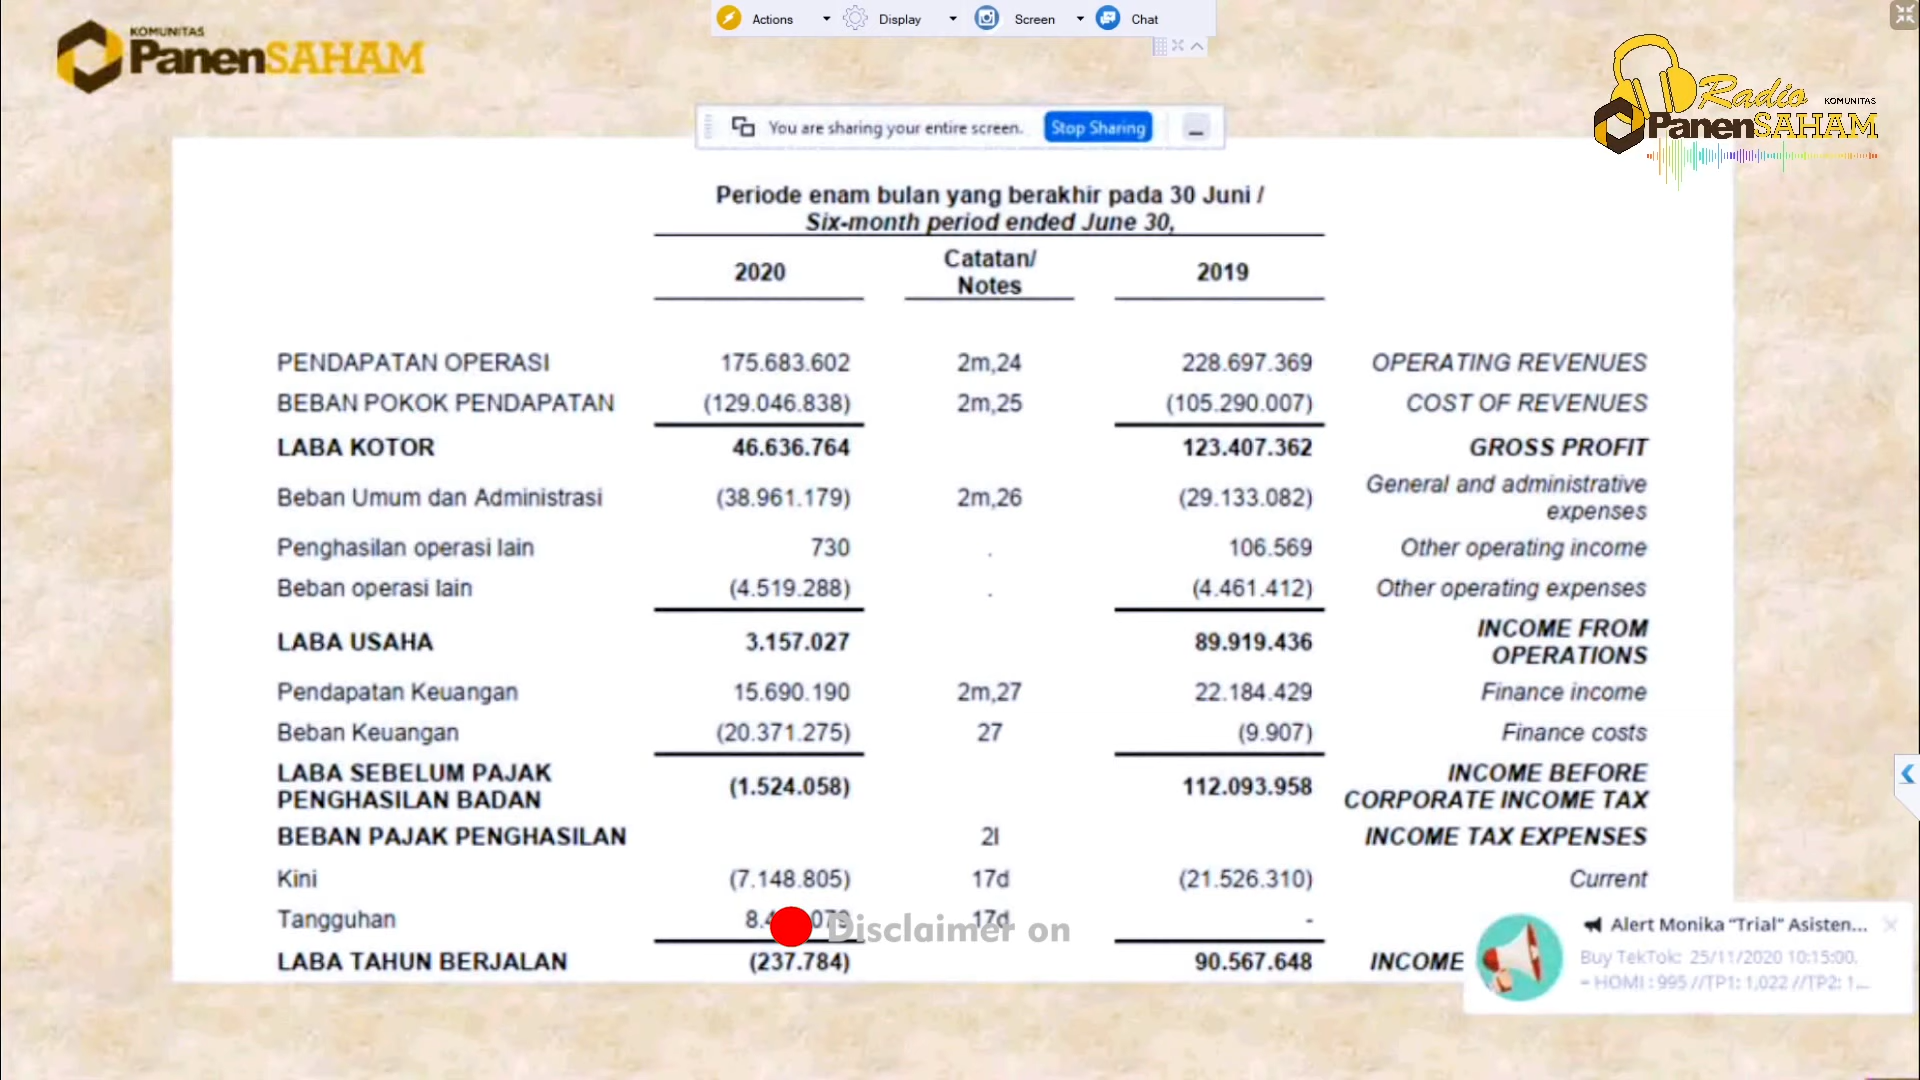 Actions Display Screen Chat
KOMUNITAS
PanenSAHAM
Radio KOMUNITAS
PanenSAHAM
You are sharing your entire screen. Stop Sharing
Periode enam bulan yang berakhir pada 30 Juni /
Six-month period ended June 30,
2020 Catatan/ 2019
Notes
PENDAPATAN OPERASI 175.683.602 2m,24 228.697.369 OPERATING REVENUES
BEBAN POKOK PENDAPATAN (129.046.838) 2m,25 (105.290.007) COST OF REVENUES
LABA KOTOR 46.636.764 123.407.362 GROSS PROFIT
Beban Umum dan Administrasi (38.961.179) 2m,26 (29.133.082) General and administrative
expenses
Penghasilan operasi lain 730 . 106.569 Other operating income
Beban operasi lain (4.519.288) . (4.461.412) Other operating expenses
LABA USAHA 3.157.027 89.919.436 INCOME FROM
OPERATIONS
Pendapatan Keuangan 15.690.190 2m,27 22.184.429 Finance income
Beban Keuangan (20.371.275) 27 (9.907) Finance costs
LABA SEBELUM PAJAK INCOME BEFORE
PENGHASILAN BADAN (1.524.058) 112.093.958 CORPORATE INCOME TAX
BEBAN PAJAK PENGHASILAN 2l INCOME TAX EXPENSES
Kini (7.148.805) 17d (21.526.310) Current
Tangguhan 17d -
Disclaimer on
LABA TAHUN BERJALAN (237.784) 90.567.648 INCOME
Alert Monika “Trial” Asisten...
Buy TekTok: 25/11/2020 10:15:00.
– HOMI : 995 //TP1: 1,022 //TP2: 1...